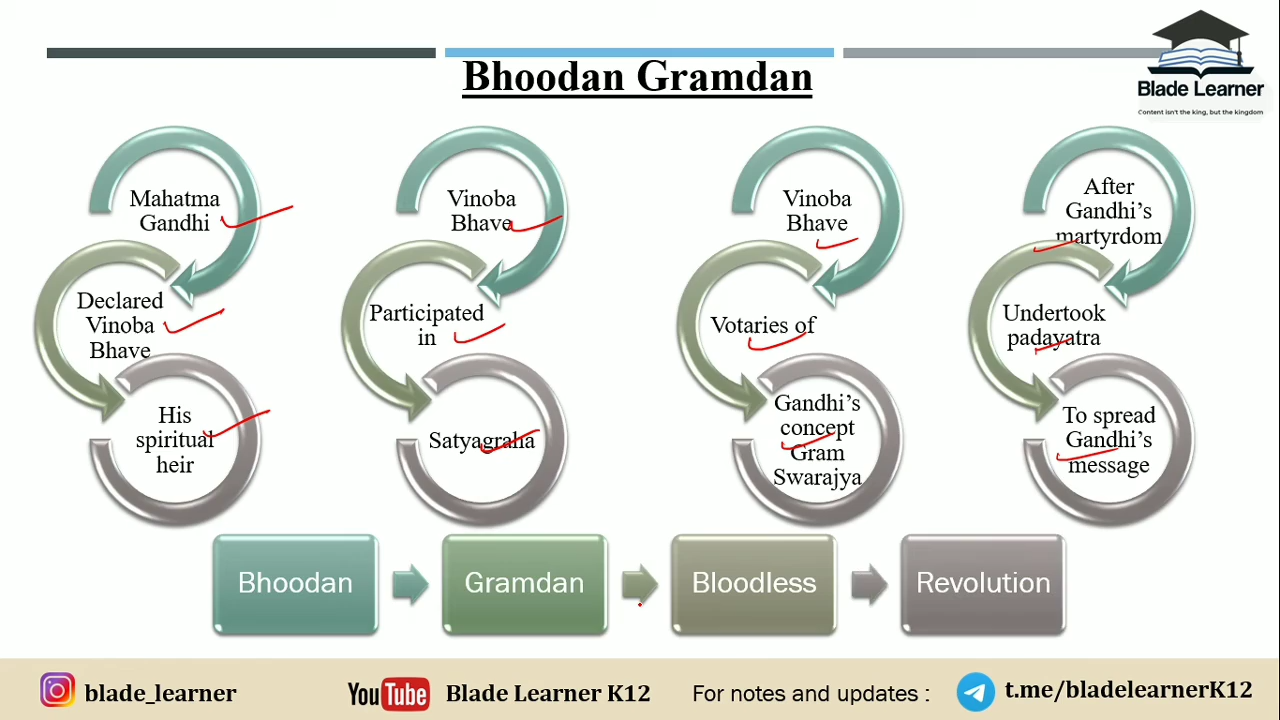 Bhoodan Gramdan
Blade Learner
Content isn't the king, but the kingdom
Mahatma
Gandhi
Declared
Vinoba
Bhave
His
spiritual
heir
Vinoba
Bhave
Participated
in
Satyagraha
Vinoba
Bhave
Votaries of
Gandhi's
concept
Gram
Swarajya
After
Gandhi's
martyrdom
Undertook
padayatra
To spread
Gandhi's
message
Bhoodan
Gramdan
Bloodless
Revolution
blade_learner
YouTube
Blade Learner K12
For notes and updates :
t.me/bladelearnerK12